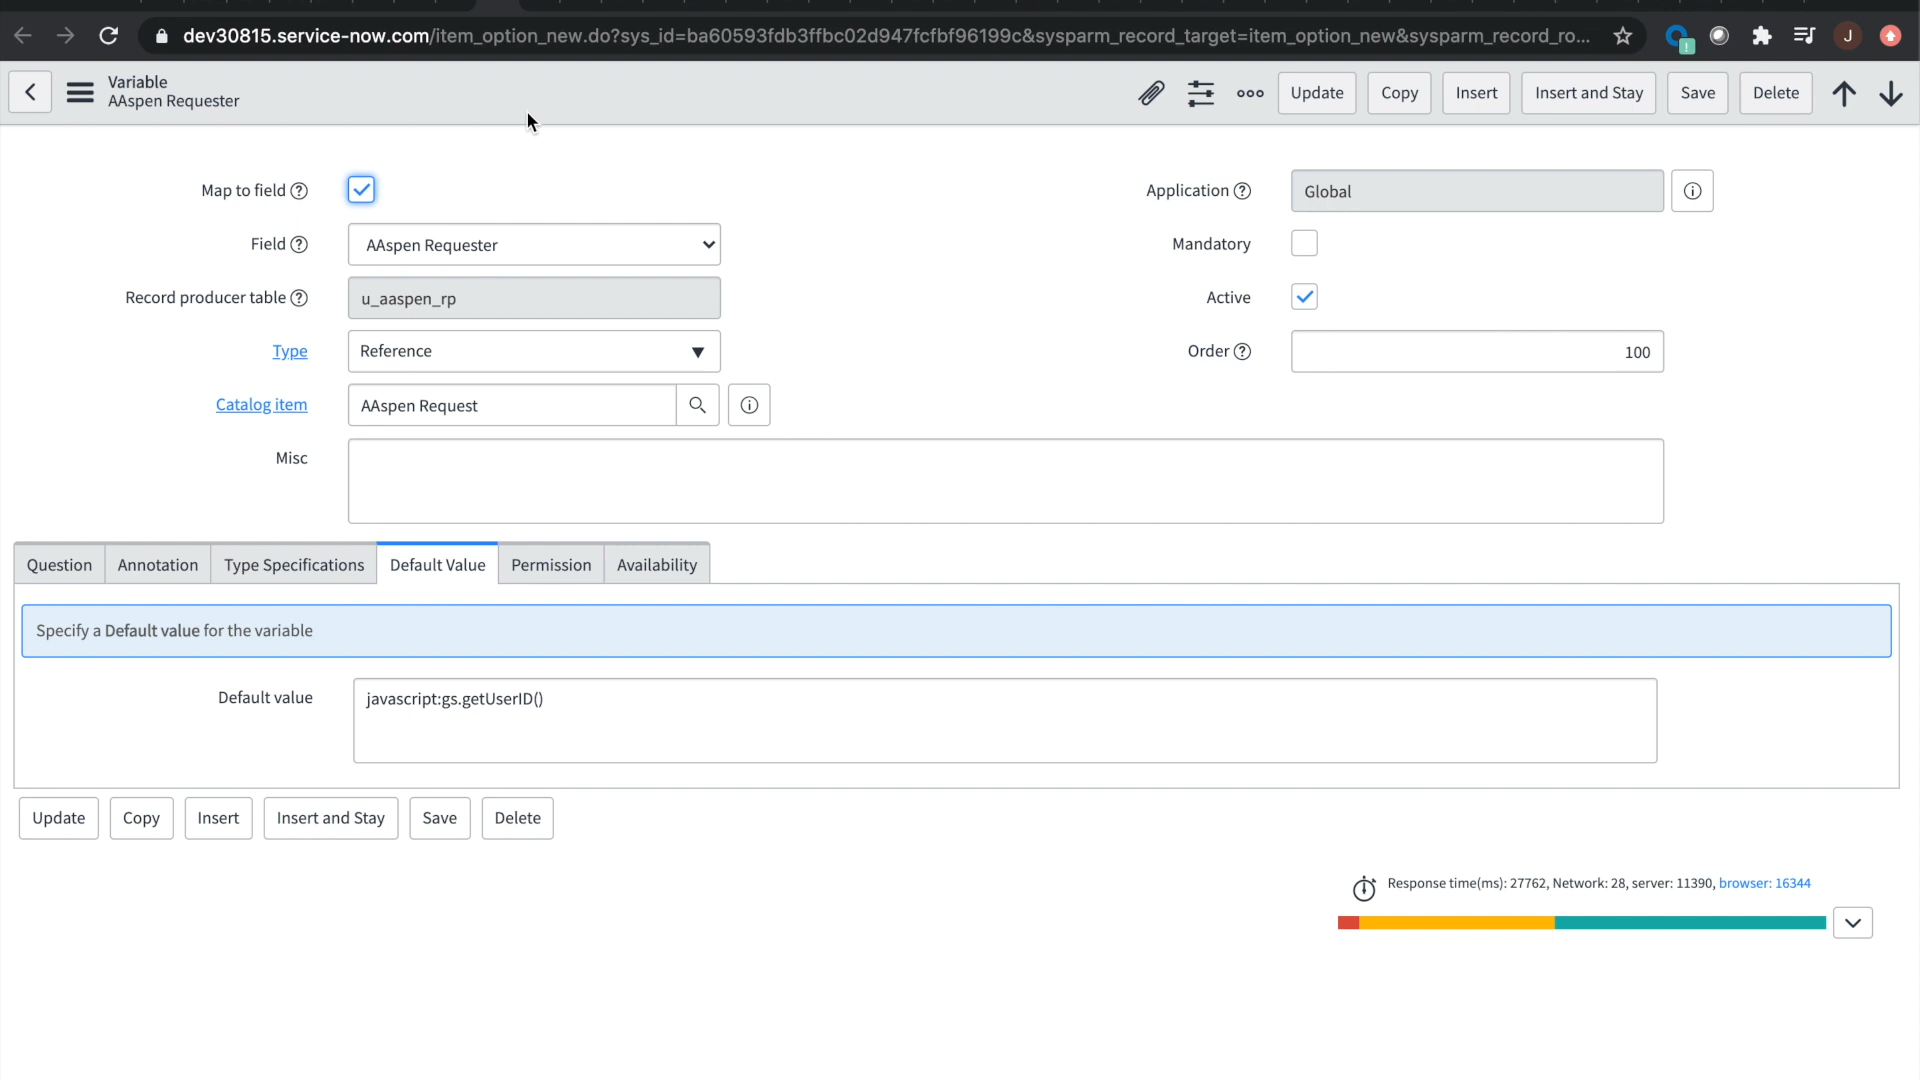 dev30815.service-now.com/item_option_new.do?sys_id=ba60593fdb3ffbc02d947fcfbf96199c&sysparm_record_target=item_option_new&sysparm_record_ro...
J
Variable
AAspen Requester
Update
Copy
Insert
Insert and Stay
Save
Delete
Map to field
Application
Global
Field
AAspen Requester
Mandatory
Record producer table
u_aaspen_rp
Active
Type
Reference
Order
100
Catalog item
AAspen Request
Misc
Question
Annotation
Type Specifications
Default Value
Permission
Availability
Specify a Default value for the variable
Default value
javascript:gs.getUserID()
Update
Copy
Insert
Insert and Stay
Save
Delete
Response time(ms): 27762, Network: 28, server: 11390, browser: 16344